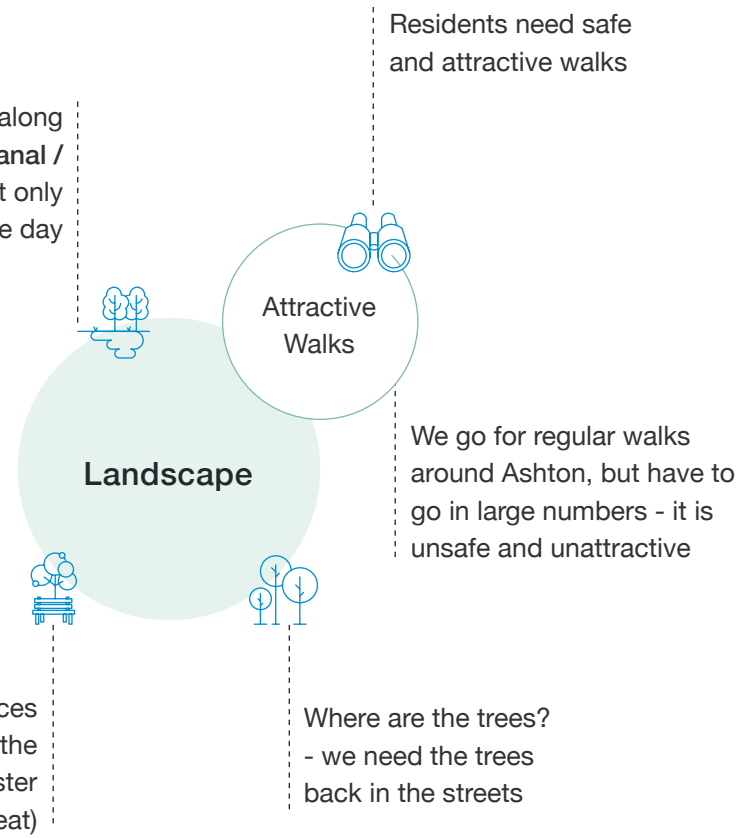 Residents need safe
and attractive walks
along
anal /
t only
e day
Attractive
Walks
Landscape
We go for regular walks
around Ashton, but have to
go in large numbers - it is
unsafe and unattractive
ces
the
ster
eat)
Where are the trees?
- we need the trees
back in the streets